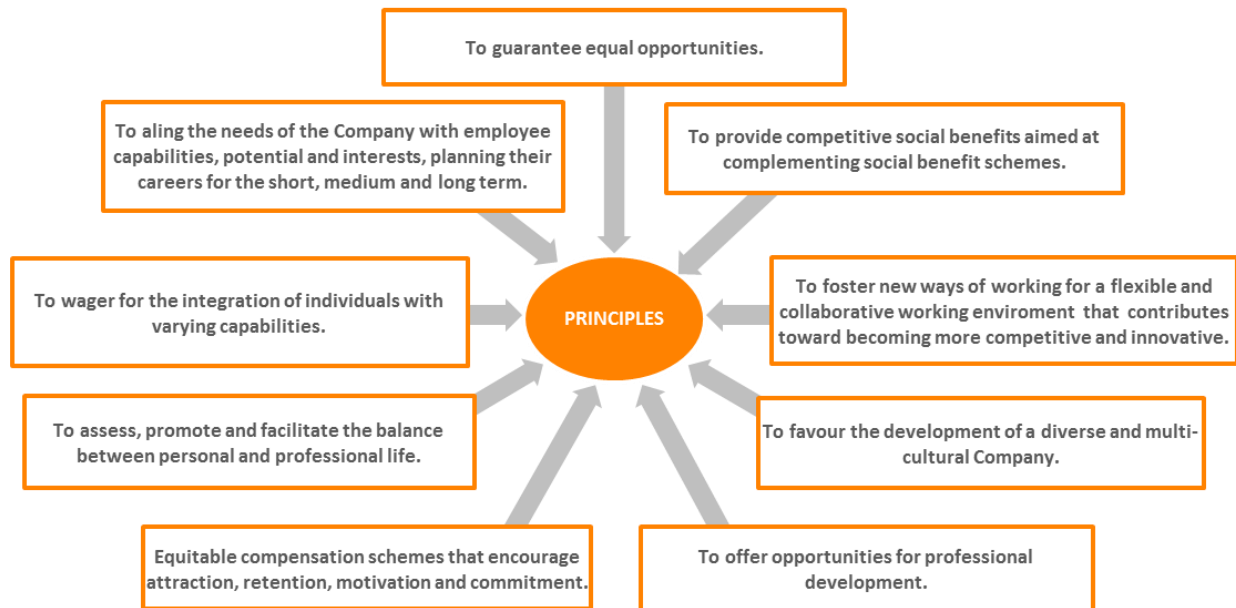 To guarantee equal opportunities.
To aling the needs of the Company with employee
capabilities, potential and interests, planning their
careers for the short, medium and long term.
To provide competitive social benefits aimed at
complementing social benefit schemes.
To wager for the integration of individuals with
varying capabilities.
PRINCIPLES
To foster new ways of working for a flexible and
collaborative working enviroment that contributes
toward becoming more competitive and innovative.
To assess, promote and facilitate the balance
between personal and professional life.
To favour the development of a diverse and multi-
cultural Company.
Equitable compensation schemes that encourage
attraction, retention, motivation and commitment.
To offer opportunities for professional
development.